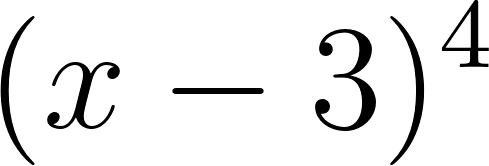 (x − 3)⁴